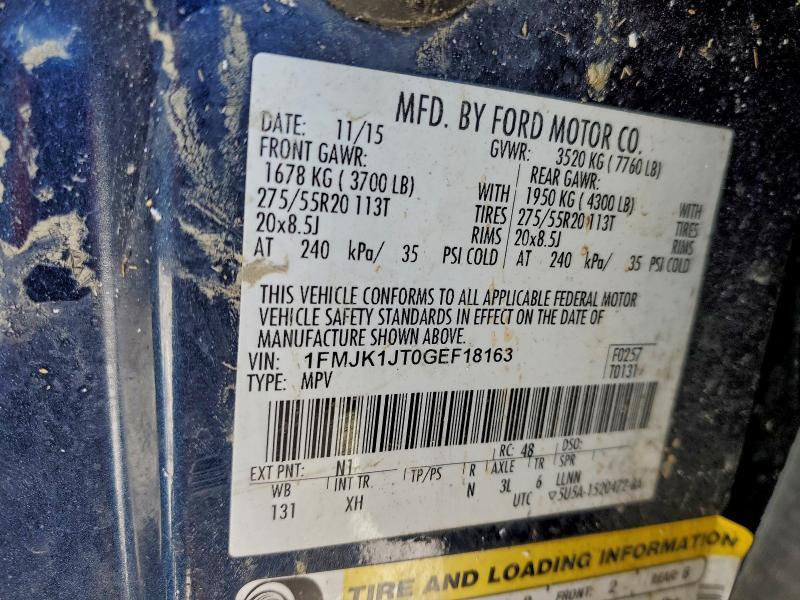 MFD. BY FORD MOTOR CO.
DATE: 11/15 GVWR: 3520 KG ( 7760 LB)
FRONT GAWR: REAR GAWR:
1678 KG ( 3700 LB) WITH 1950 KG ( 4300 LB) WITH
275/55R20 113T TIRES 275/55R20 113T TIRES
20x8.5J RIMS 20x8.5J RIMS
AT 240 kPa/ 35 PSI COLD AT 240 kPa/ 35 PSI COLD
THIS VEHICLE CONFORMS TO ALL APPLICABLE FEDERAL MOTOR
VEHICLE SAFETY STANDARDS IN EFFECT ON THE DATE OF
MANUFACTURE SHOWN ABOVE.
VIN: 1FMJK1JT0GEF18163 F0257
TYPE: MPV T0131
RC: 48 DSO:
EXT PNT: N1
WB INT TR TP/PS R AXLE TR SPR
131 XH N 3L 6 LLNN
UTC
TIRE AND LOADING INFORMATION
FRONT: 2